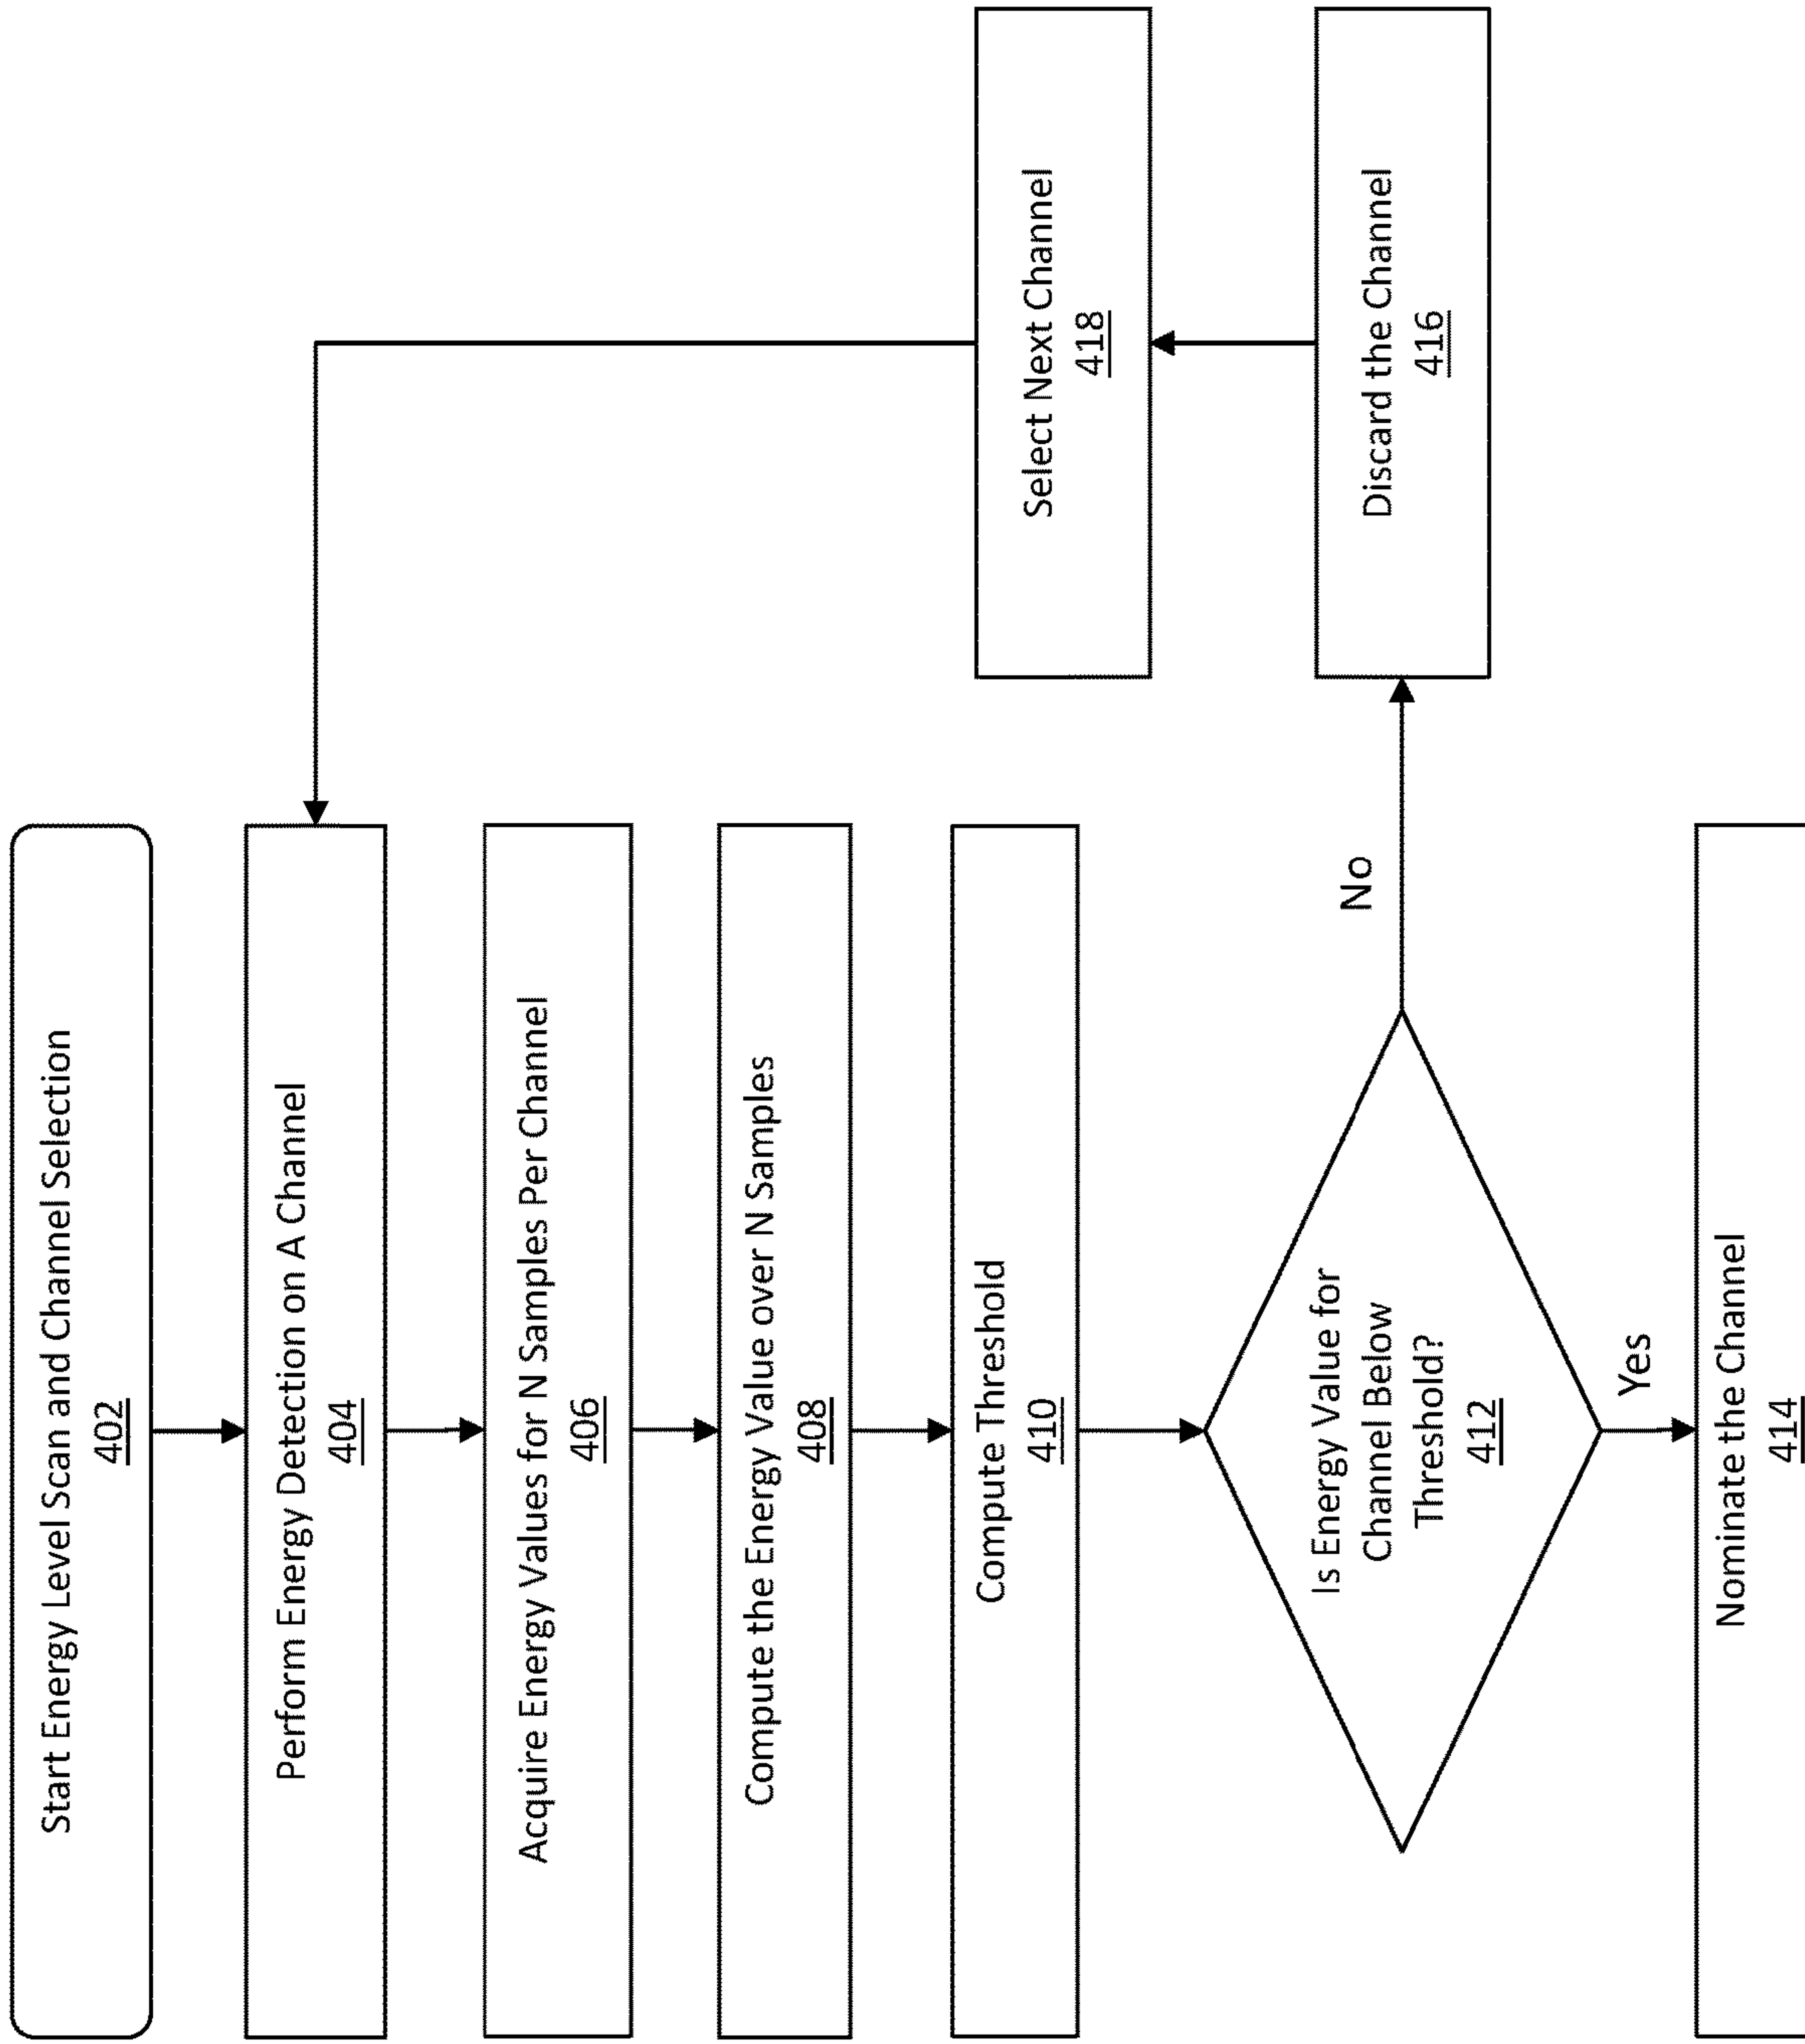 Start Energy Level Scan and Channel Selection
402
Perform Energy Detection on A Channel
404
Acquire Energy Values for N Samples Per Channel
406
Compute the Energy Value over N Samples
408
Compute Threshold
410
Is Energy Value for
Channel Below
Threshold?
412
No
Yes
Nominate the Channel
414
Discard the Channel
416
Select Next Channel
418